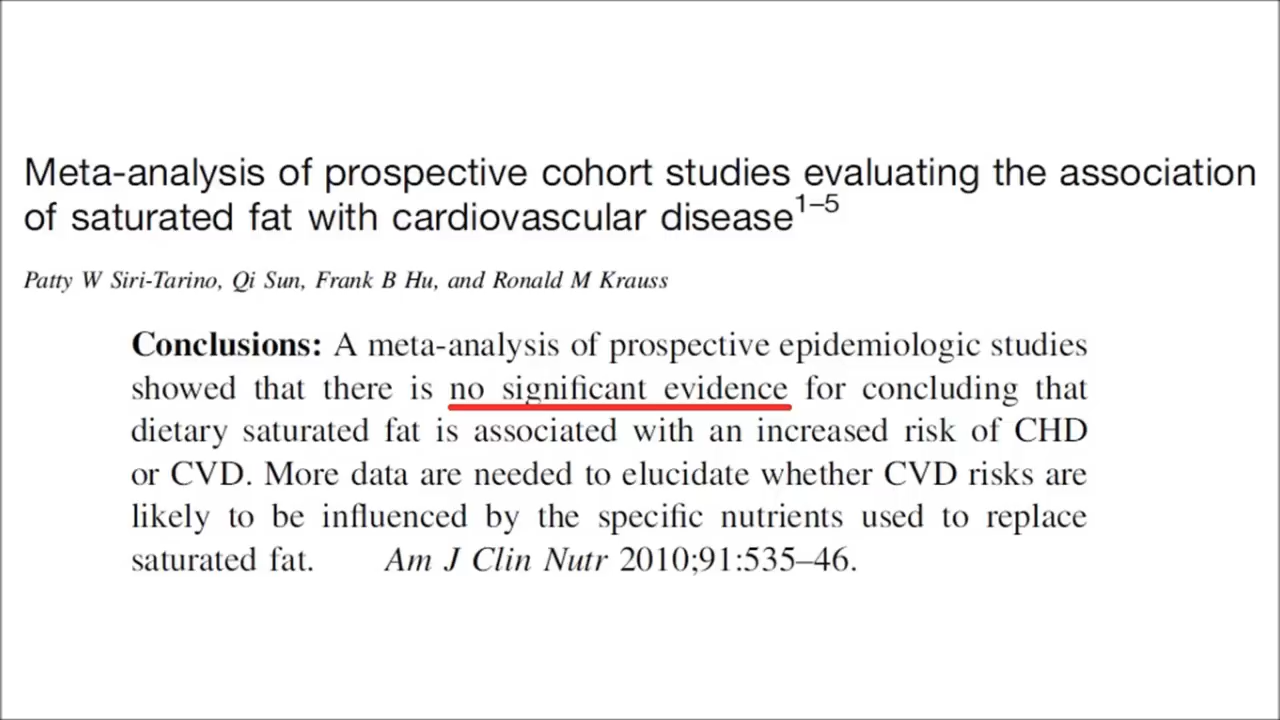 Meta-analysis of prospective cohort studies evaluating the association
of saturated fat with cardiovascular disease1–5
Patty W Siri-Tarino, Qi Sun, Frank B Hu, and Ronald M Krauss
Conclusions: A meta-analysis of prospective epidemiologic studies
showed that there is no significant evidence for concluding that
dietary saturated fat is associated with an increased risk of CHD
or CVD. More data are needed to elucidate whether CVD risks are
likely to be influenced by the specific nutrients used to replace
saturated fat. Am J Clin Nutr 2010;91:535–46.